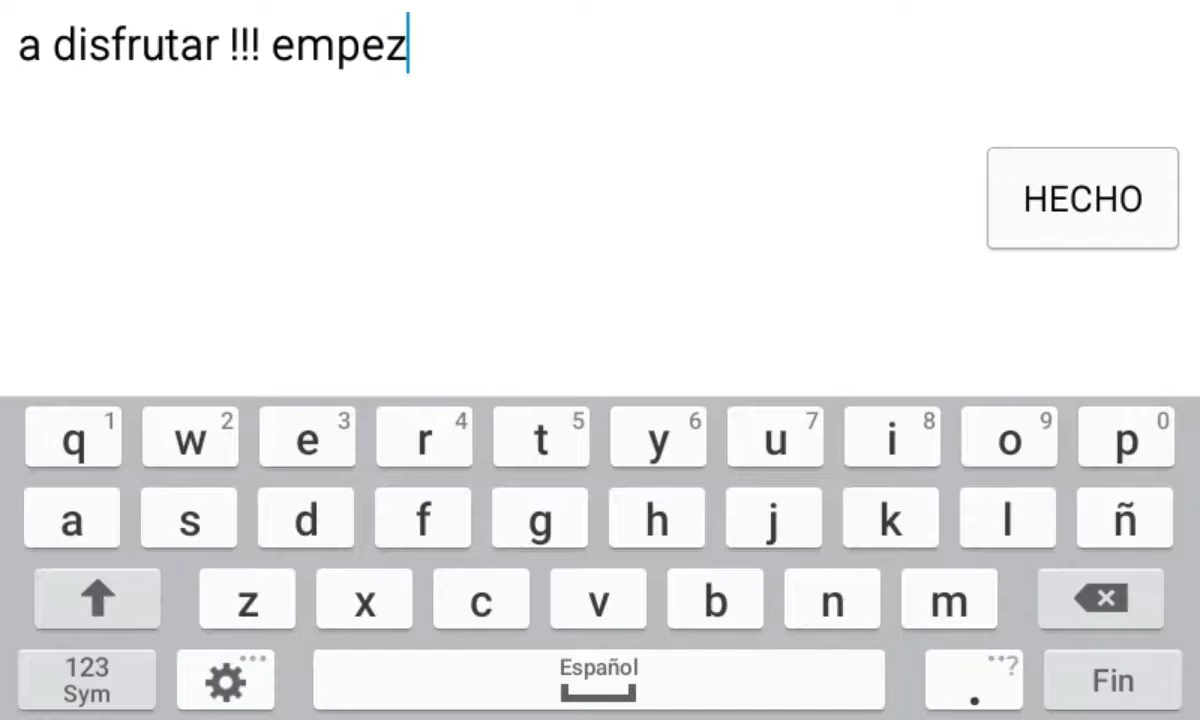 a disfrutar !!! empez
HECHO
q 1 w 2 e 3 r 4 t 5 y 6 u 7 i 8 o 9 p 0
a s d f g h j k l ñ
z x c v b n m
123 Sym Español . ? Fin